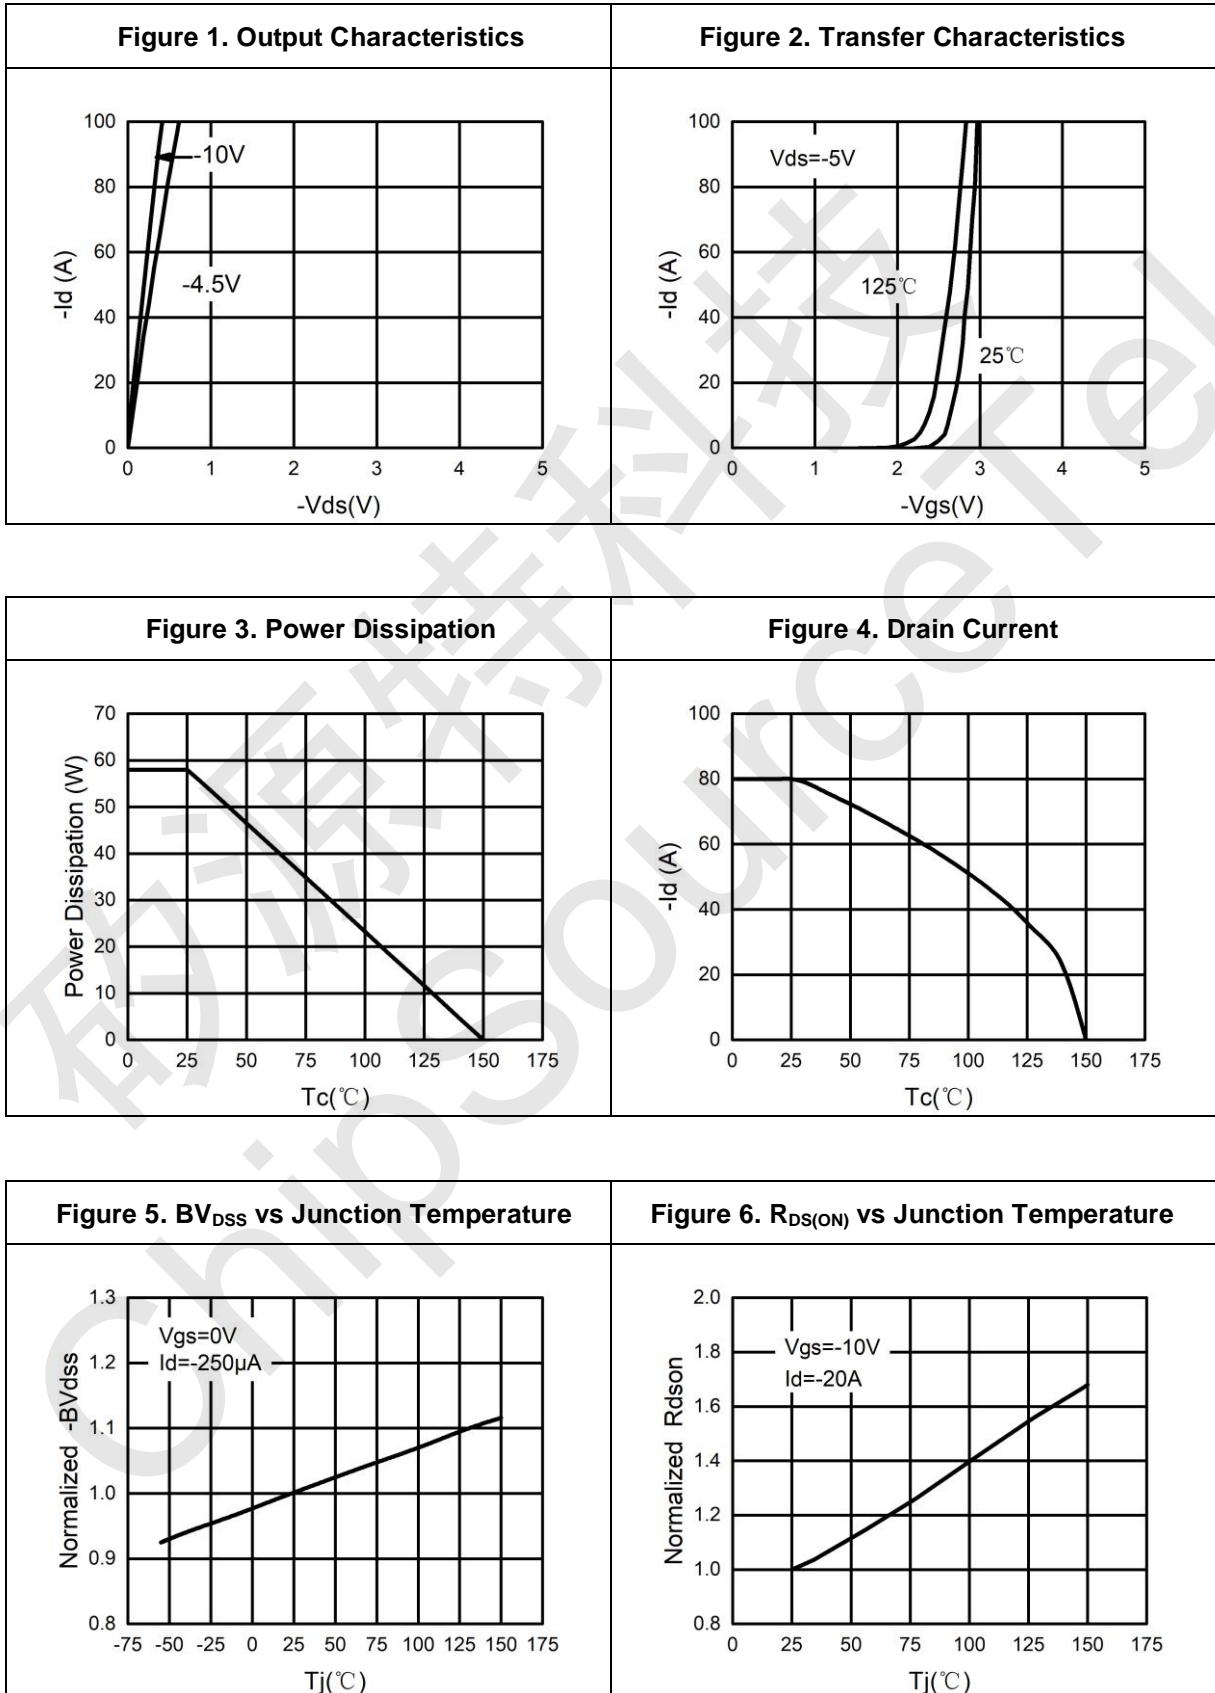 Figure 1. Output Characteristics
Figure 2. Transfer Characteristics
100
80
60
40
20
0
-Id (A)
-10V
-4.5V
0 1 2 3 4 5
-Vds(V)
100
80
60
40
20
0
-Id (A)
Vds=-5V
125℃
25℃
0 1 2 3 4 5
-Vgs(V)
Figure 3. Power Dissipation
Figure 4. Drain Current
70
60
50
40
30
20
10
0
Power Dissipation (W)
0 25 50 75 100 125 150 175
Tc(℃)
100
80
60
40
20
0
-Id (A)
0 25 50 75 100 125 150 175
Tc(℃)
Figure 5. BVDSS vs Junction Temperature
Figure 6. RDS(ON) vs Junction Temperature
1.3
1.2
1.1
1.0
0.9
0.8
Normalized -BVdss
Vgs=0V
Id=-250μA
-75 -50 -25 0 25 50 75 100 125 150 175
Tj(℃)
2.0
1.8
1.6
1.4
1.2
1.0
0.8
Normalized Rdson
Vgs=-10V
Id=-20A
0 25 50 75 100 125 150 175
Tj(℃)
矽源特科技
ChipSourceTel